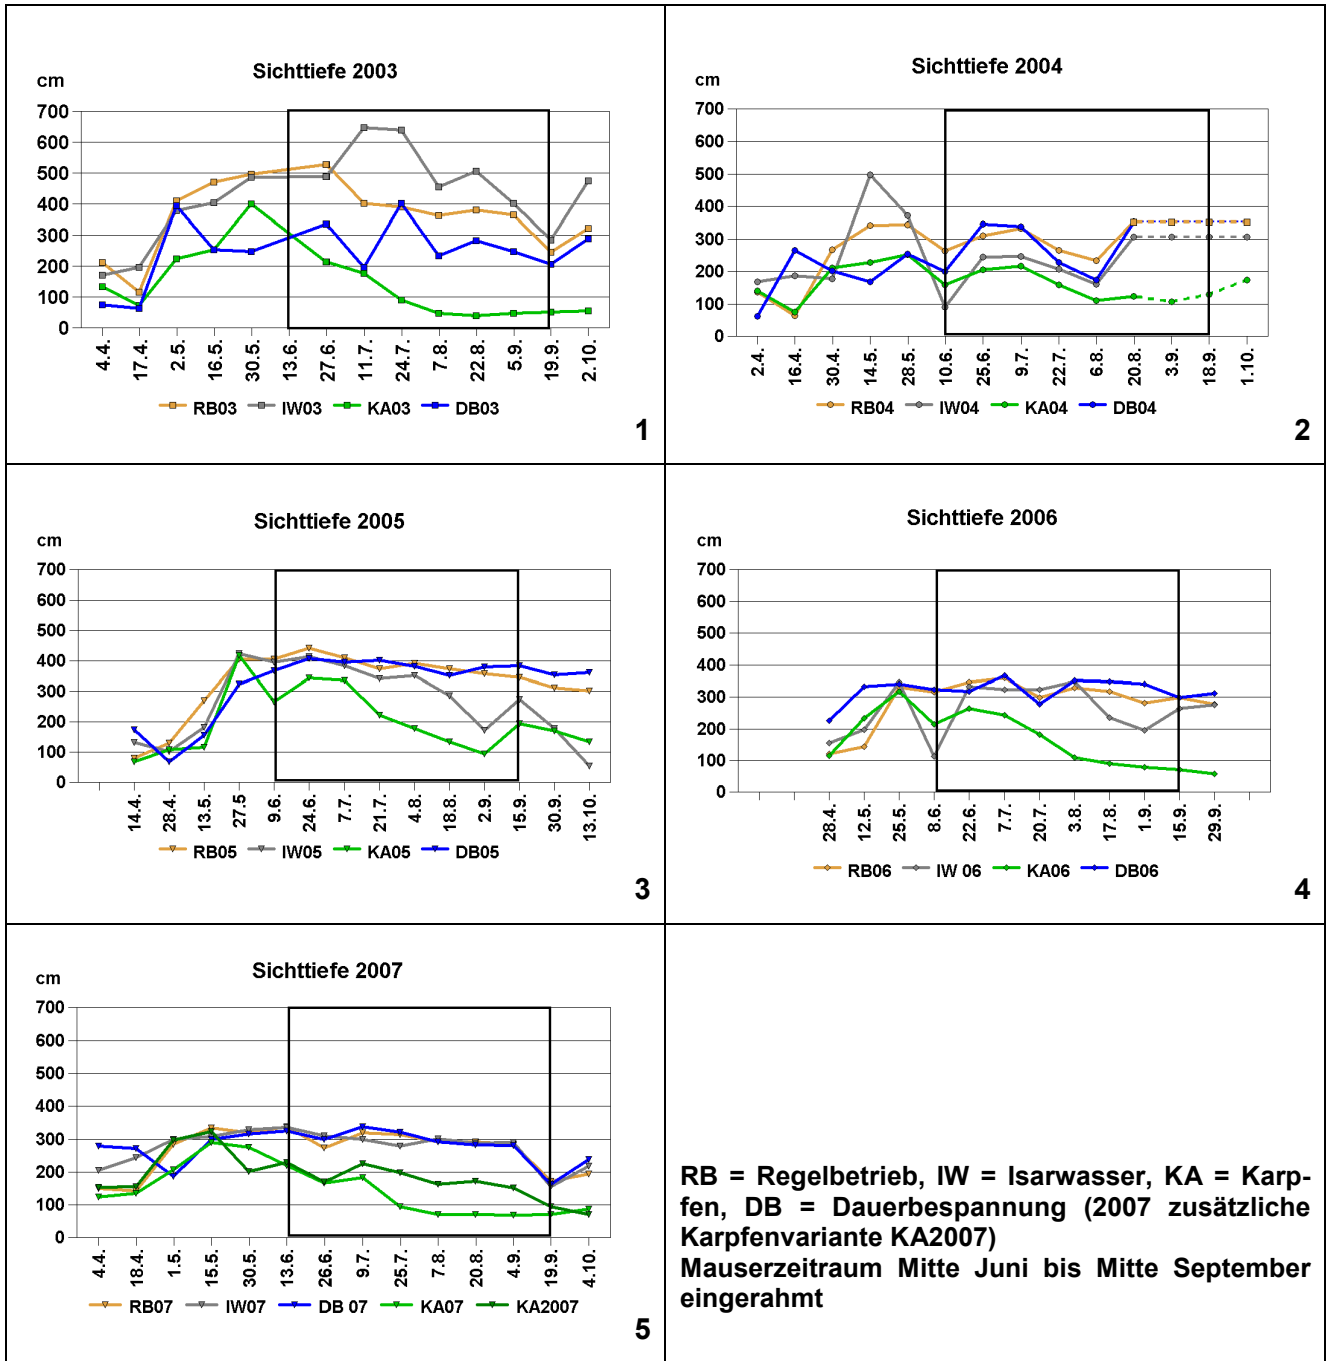 Sichttiefe 2003
cm
700
600
500
400
300
200
100
0
4.4. 17.4. 2.5. 16.5. 30.5. 13.6. 27.6. 11.7. 24.7. 7.8. 22.8. 5.9. 19.9. 2.10.
RB03 IW03 KA03 DB03
1
Sichttiefe 2004
cm
700
600
500
400
300
200
100
0
2.4. 16.4. 30.4. 14.5. 28.5. 10.6. 25.6. 9.7. 22.7. 6.8. 20.8. 3.9. 18.9. 1.10.
RB04 IW04 KA04 DB04
2
Sichttiefe 2005
cm
700
600
500
400
300
200
100
0
14.4. 28.4. 13.5. 27.5 9.6. 24.6. 7.7. 21.7. 4.8. 18.8. 2.9. 15.9. 30.9. 13.10.
RB05 IW05 KA05 DB05
3
Sichttiefe 2006
cm
700
600
500
400
300
200
100
0
28.4. 12.5. 25.5. 8.6. 22.6. 7.7. 20.7. 3.8. 17.8. 1.9. 15.9. 29.9.
RB06 IW 06 KA06 DB06
4
Sichttiefe 2007
cm
700
600
500
400
300
200
100
0
4.4. 18.4. 1.5. 15.5. 30.5. 13.6. 26.6. 9.7. 25.7. 7.8. 20.8. 4.9. 19.9. 4.10.
RB07 IW07 DB 07 KA07 KA2007
5
RB = Regelbetrieb, IW = Isarwasser, KA = Karp-
fen, DB = Dauerbespannung (2007 zusätzliche
Karpfenvariante KA2007)
Mauserzeitraum Mitte Juni bis Mitte September
eingerahmt